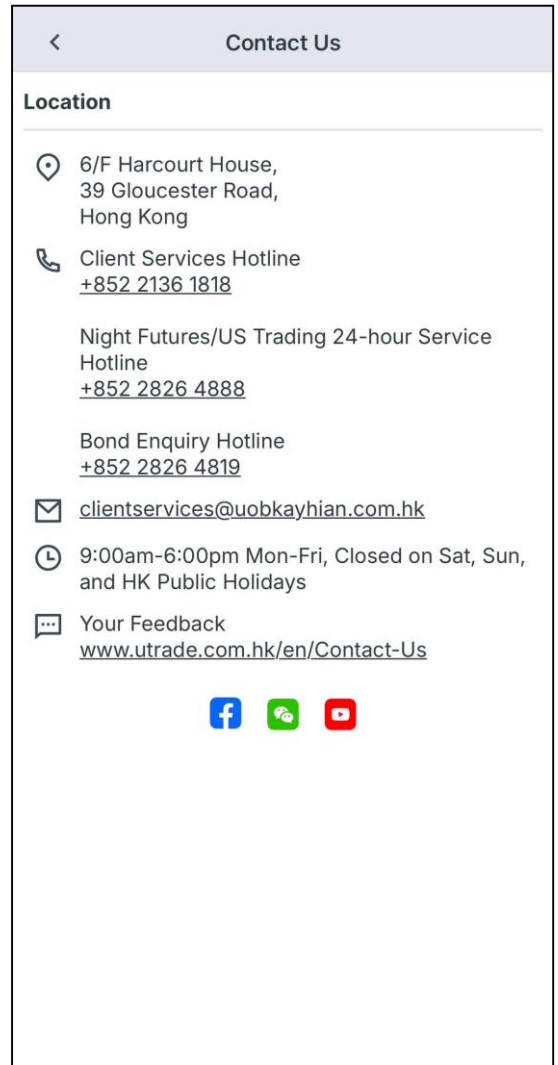 Contact Us
Location
6/F Harcourt House,
39 Gloucester Road,
Hong Kong
Client Services Hotline
+852 2136 1818
Night Futures/US Trading 24-hour Service
Hotline
+852 2826 4888
Bond Enquiry Hotline
+852 2826 4819
clientservices@uobkayhian.com.hk
9:00am-6:00pm Mon-Fri, Closed on Sat, Sun,
and HK Public Holidays
Your Feedback
www.utrade.com.hk/en/Contact-Us